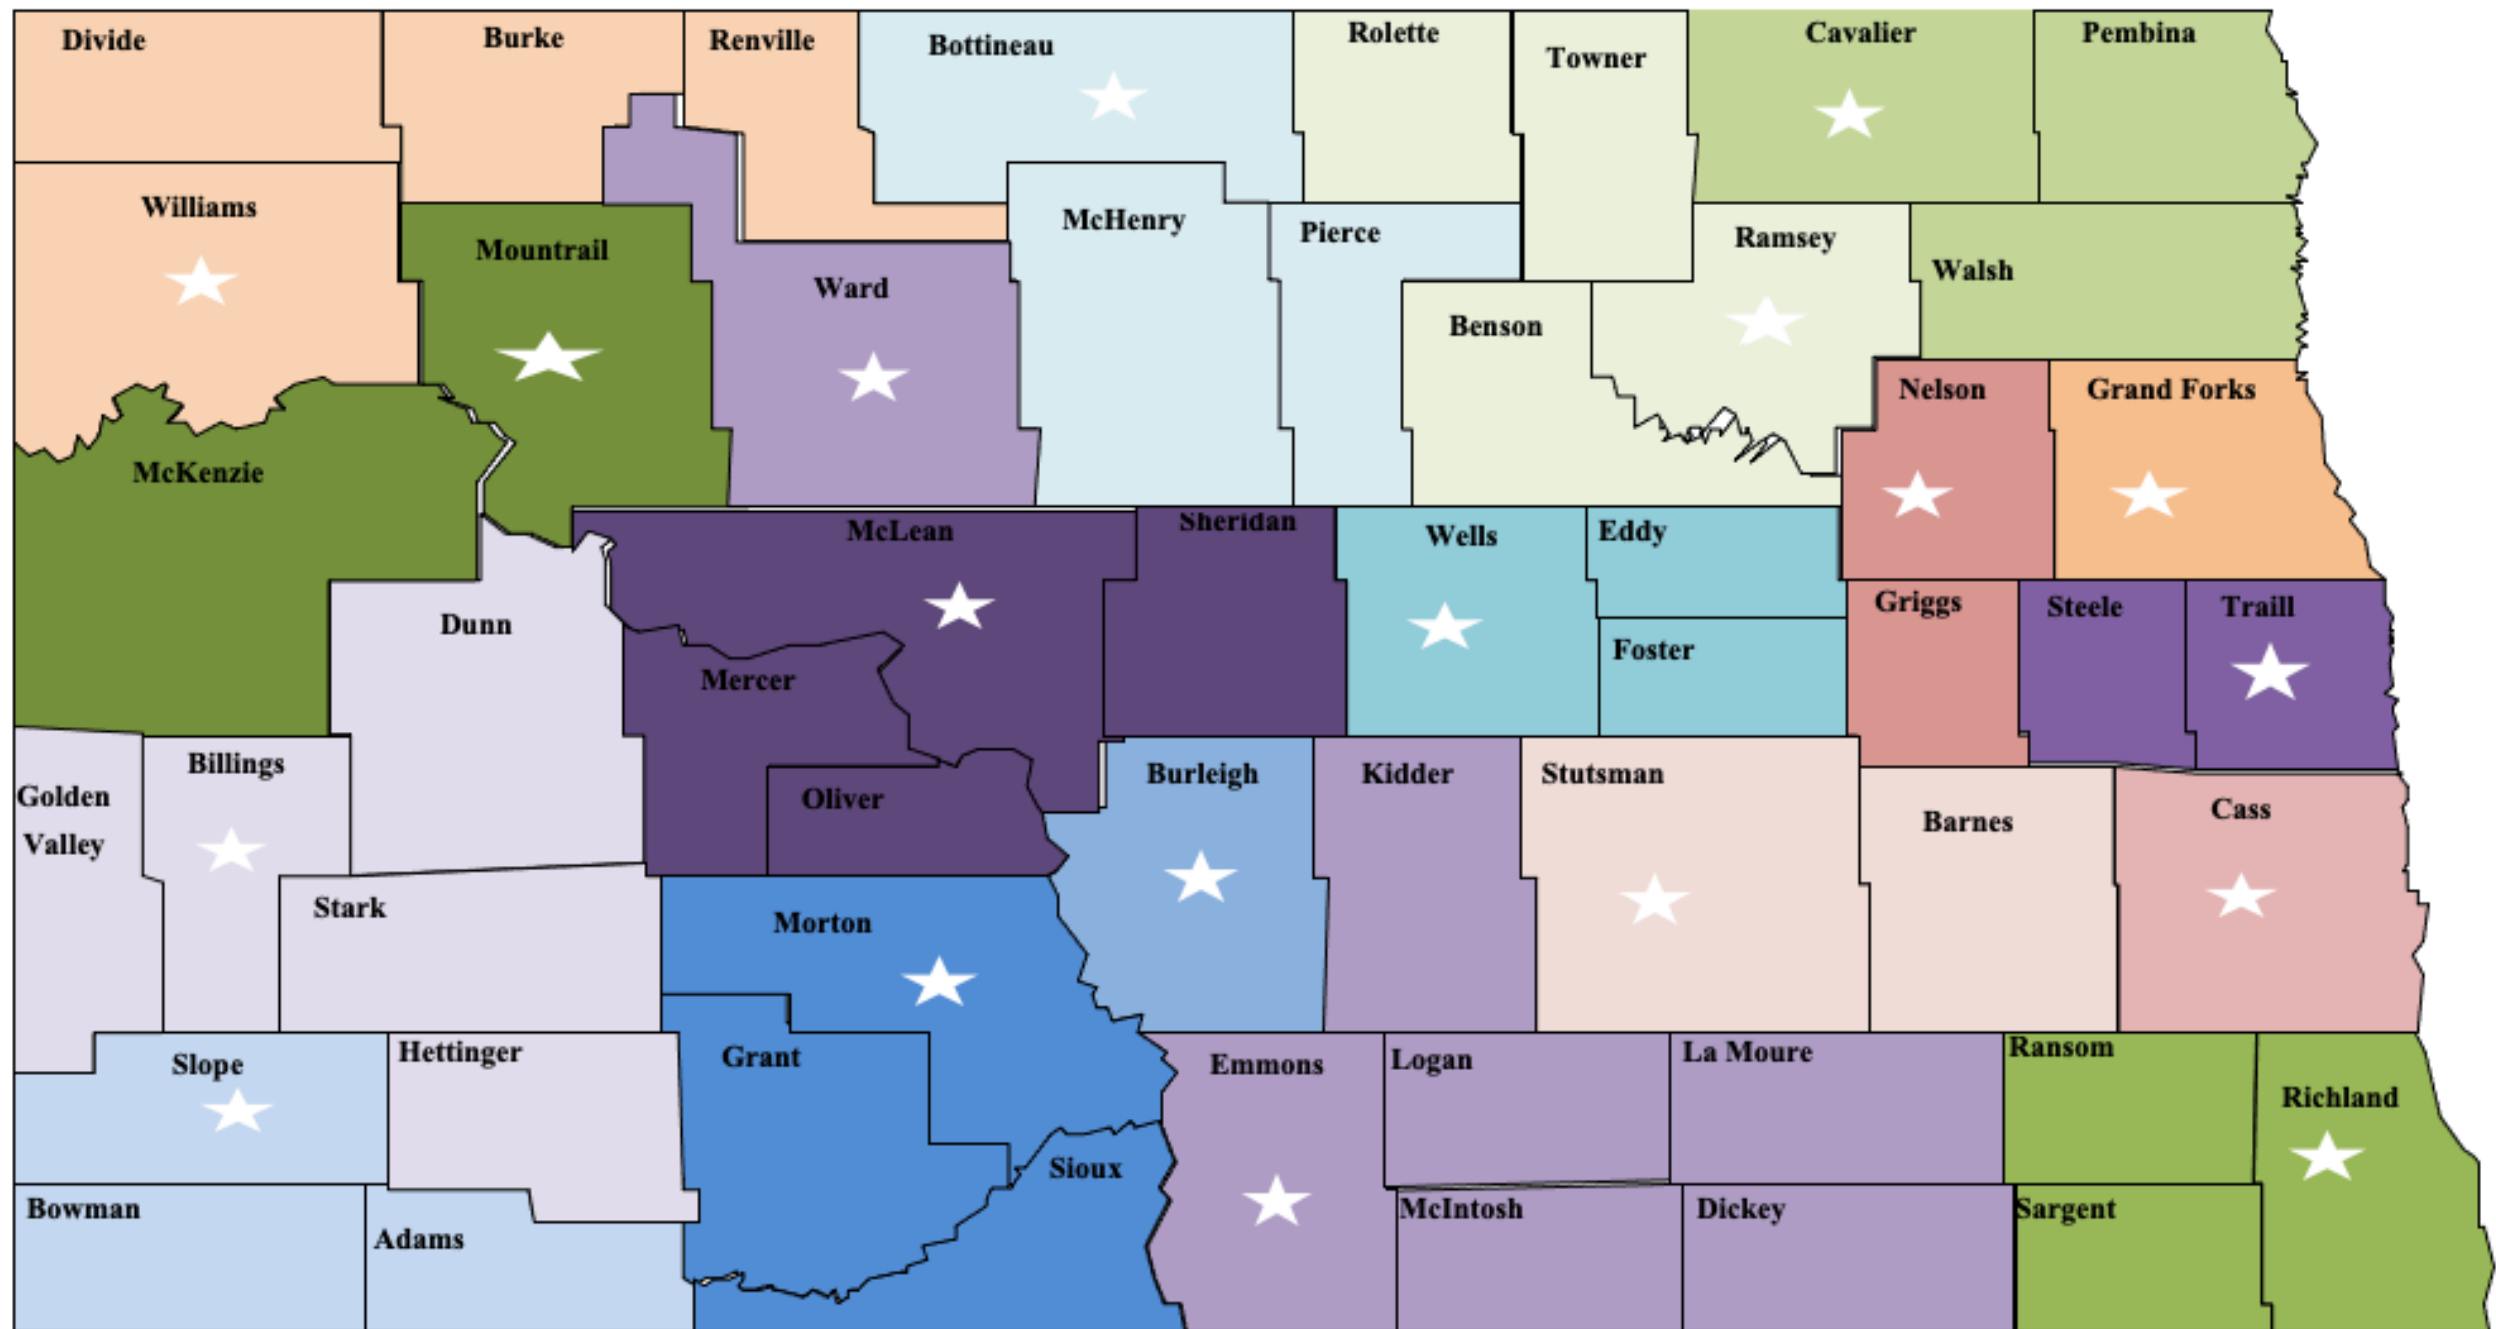 Divide
Burke
Renville
Bottineau
Rolette
Towner
Cavalier
Pembina
Williams
Mountrail
Ward
McHenry
Pierce
Ramsey
Walsh
Benson
McKenzie
Nelson
Grand Forks
McLean
Sheridan
Wells
Eddy
Dunn
Griggs
Steele
Traill
Foster
Mercer
Golden
Valley
Billings
Oliver
Burleigh
Kidder
Stutsman
Barnes
Cass
Stark
Morton
Slope
Hettinger
Grant
Emmons
Logan
La Moure
Ransom
Richland
Sioux
Bowman
Adams
McIntosh
Dickey
Sargent